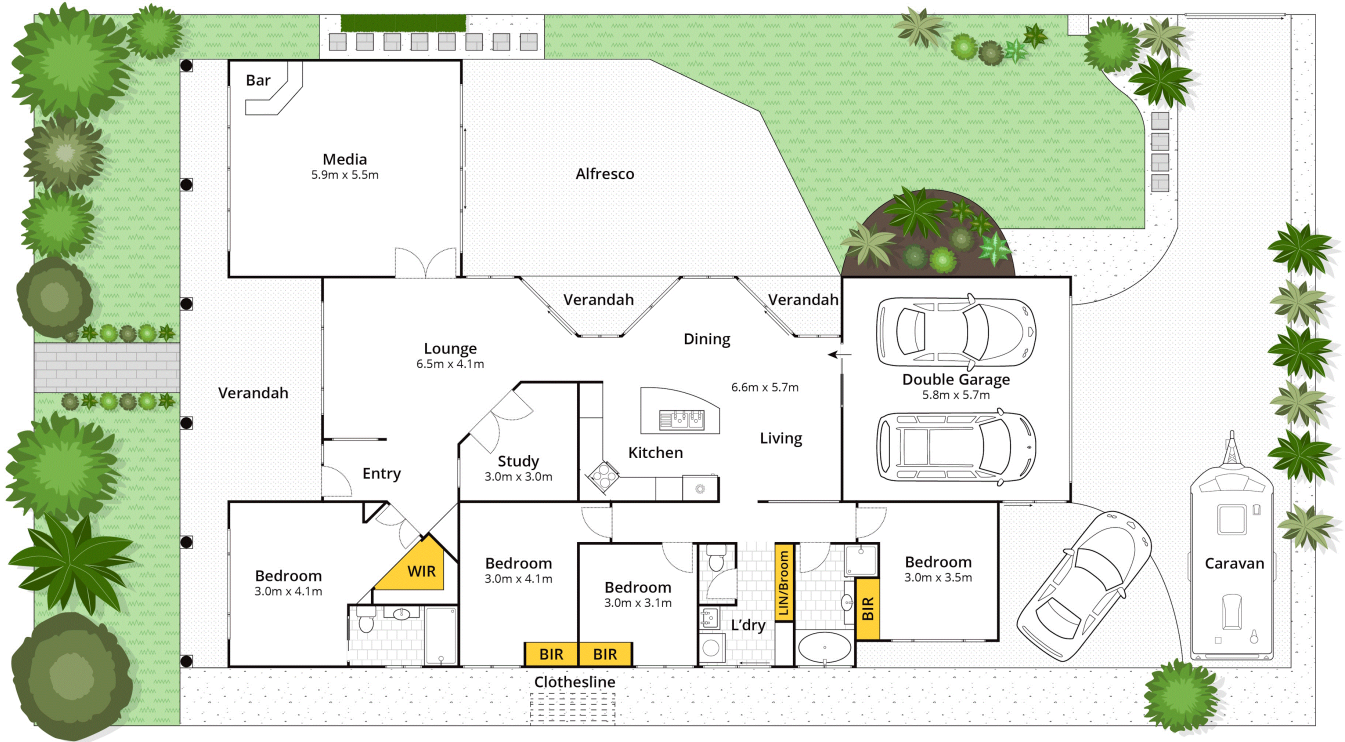 Bar
Media
5.9m x 5.5m
Alfresco
Verandah
Verandah
Dining
Lounge
6.5m x 4.1m
Double Garage
5.8m x 5.7m
6.6m x 5.7m
Verandah
Living
Kitchen
Study
3.0m x 3.0m
Entry
Bedroom
3.0m x 4.1m
WIR
Bedroom
3.0m x 4.1m
Bedroom
3.0m x 3.1m
LIN/Broom
Bedroom
3.0m x 3.5m
Caravan
BIR
L'dry
BIR
BIR
Clothesline